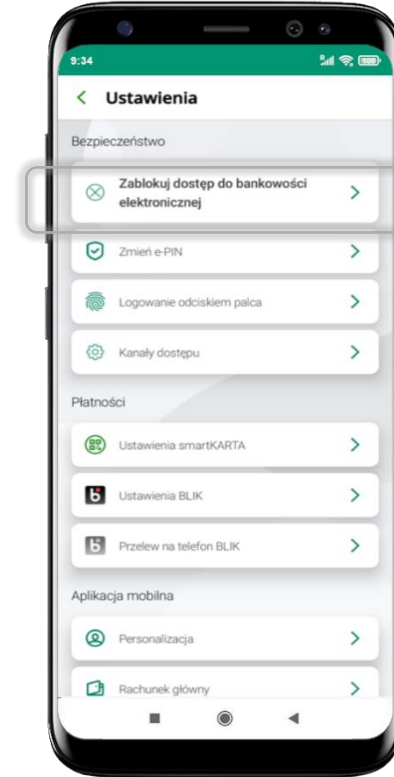 9:34
Ustawienia
Bezpieczeństwo
Zablokuj dostęp do bankowości
elektronicznej
Zmień e-PIN
Logowanie odciskiem palca
Kanały dostępu
Płatności
Ustawienia smartKARTA
Ustawienia BLIK
Przelew na telefon BLIK
Aplikacja mobilna
Personalizacja
Rachunek główny